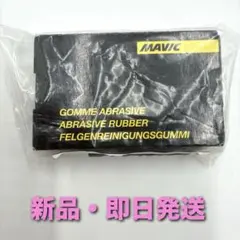 MAVIC
GOMME ABRASIVE
ABRASIVE RUBBER
FELGENREINIGUNGSGUMMI
新品・即日発送